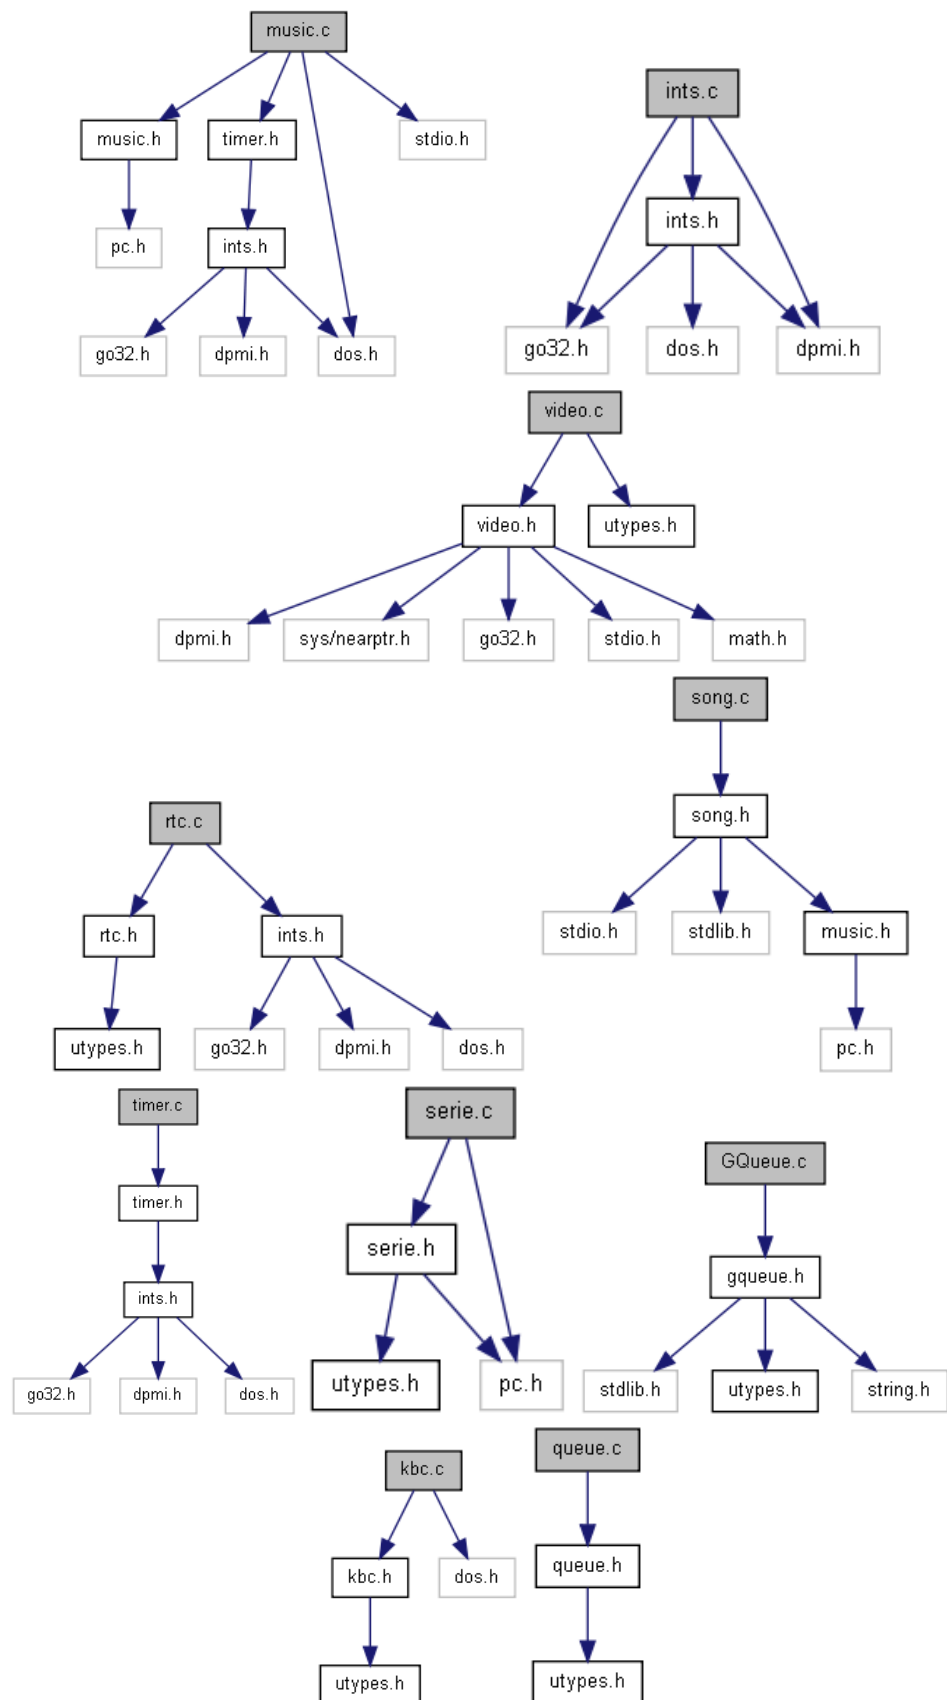 music.c
music.h
timer.h
stdio.h
pc.h
ints.h
go32.h
dpmi.h
dos.h
ints.c
ints.h
go32.h
dos.h
dpmi.h
video.c
video.h
utypes.h
dpmi.h
sys/nearptr.h
go32.h
stdio.h
math.h
song.c
song.h
stdio.h
stdlib.h
music.h
pc.h
rtc.c
rtc.h
ints.h
utypes.h
go32.h
dpmi.h
dos.h
timer.c
timer.h
ints.h
go32.h
dpmi.h
dos.h
serie.c
serie.h
utypes.h
pc.h
GQueue.c
gqueue.h
stdlib.h
utypes.h
string.h
kbc.c
kbc.h
dos.h
utypes.h
queue.c
queue.h
utypes.h